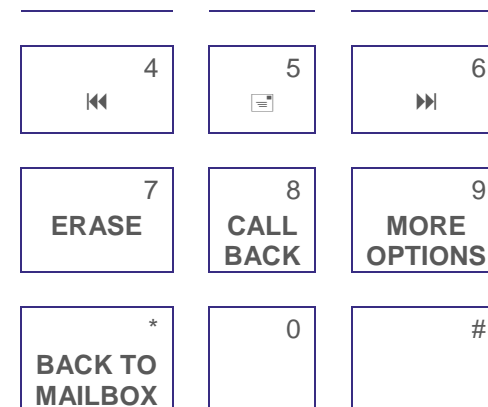 4 5 6
7 8 9
ERASE CALL BACK MORE OPTIONS
* 0 #
BACK TO MAILBOX